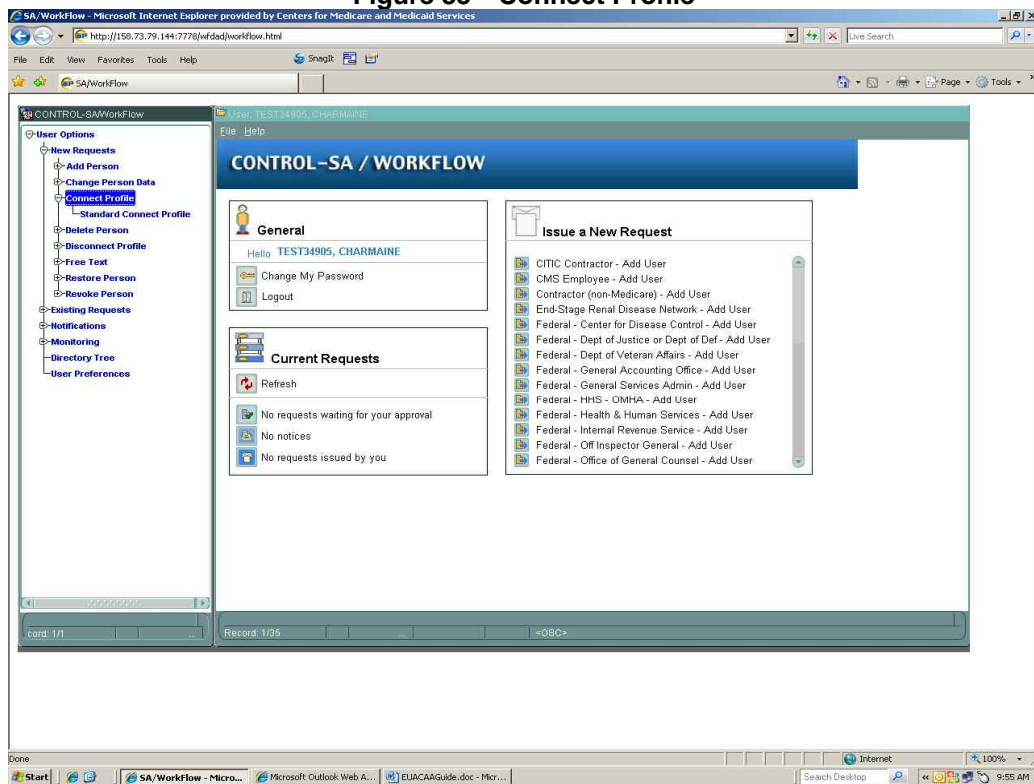 SA/WorkFlow - Microsoft Internet Explorer provided by Centers for Medicare and Medicaid Services
http://158.73.79.144:7778/wfdad/workflow.html
Live Search
File Edit View Favorites Tools Help
SnagIt
SA/WorkFlow
Page
Tools
CONTROL-SA/WorkFlow
User Options
New Requests
Add Person
Change Person Data
Connect Profile
Standard Connect Profile
Delete Person
Disconnect Profile
Free Text
Restore Person
Revoke Person
Existing Requests
Notifications
Monitoring
Directory Tree
User Preferences
cord: 1/1 ...
User: TEST34905, CHARMAINE
File Help
CONTROL-SA / WORKFLOW
General
Hello TEST34905, CHARMAINE
Change My Password
Logout
Current Requests
Refresh
No requests waiting for your approval
No notices
No requests issued by you
Issue a New Request
CITIC Contractor - Add User
CMS Employee - Add User
Contractor (non-Medicare) - Add User
End-Stage Renal Disease Network - Add User
Federal - Center for Disease Control - Add User
Federal - Dept of Justice or Dept of Def - Add User
Federal - Dept of Veteran Affairs - Add User
Federal - General Accounting Office - Add User
Federal - General Services Admin - Add User
Federal - HHS - OMHA - Add User
Federal - Health & Human Services - Add User
Federal - Internal Revenue Service - Add User
Federal - Off Inspector General - Add User
Federal - Office of General Counsel - Add User
Record: 1/35 ... <OSC>
Done
Internet
100%
Start
SA/WorkFlow - Micro...
Microsoft Outlook Web A...
EUACAAGuide.doc - Micr...
Search Desktop
9:55 AM